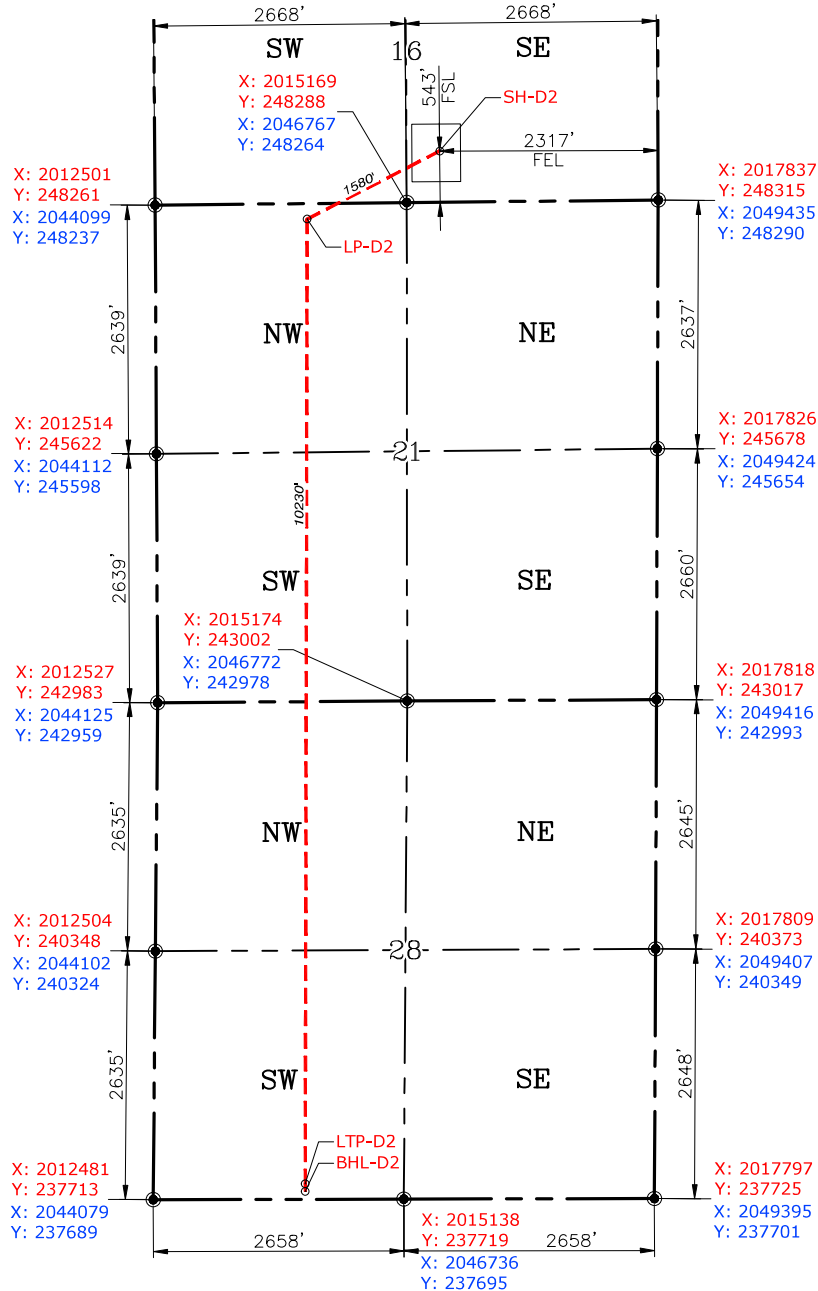 2668'
2668'
SW
16
SE
X: 2015169
Y: 248288
X: 2046767
Y: 248264
543'
FSL
SH-D2
2317'
FEL
1580'
X: 2012501
Y: 248261
X: 2044099
Y: 248237
X: 2017837
Y: 248315
X: 2049435
Y: 248290
LP-D2
2639'
NW
NE
2637'
X: 2012514
Y: 245622
X: 2044112
Y: 245598
21
X: 2017826
Y: 245678
X: 2049424
Y: 245654
10230'
2639'
SW
SE
2660'
X: 2015174
Y: 243002
X: 2046772
Y: 242978
X: 2012527
Y: 242983
X: 2044125
Y: 242959
X: 2017818
Y: 243017
X: 2049416
Y: 242993
2635'
NW
NE
2645'
X: 2012504
Y: 240348
X: 2044102
Y: 240324
28
X: 2017809
Y: 240373
X: 2049407
Y: 240349
2635'
SW
SE
2648'
LTP-D2
BHL-D2
X: 2012481
Y: 237713
X: 2044079
Y: 237689
X: 2017797
Y: 237725
X: 2049395
Y: 237701
2658'
X: 2015138
Y: 237719
X: 2046736
Y: 237695
2658'